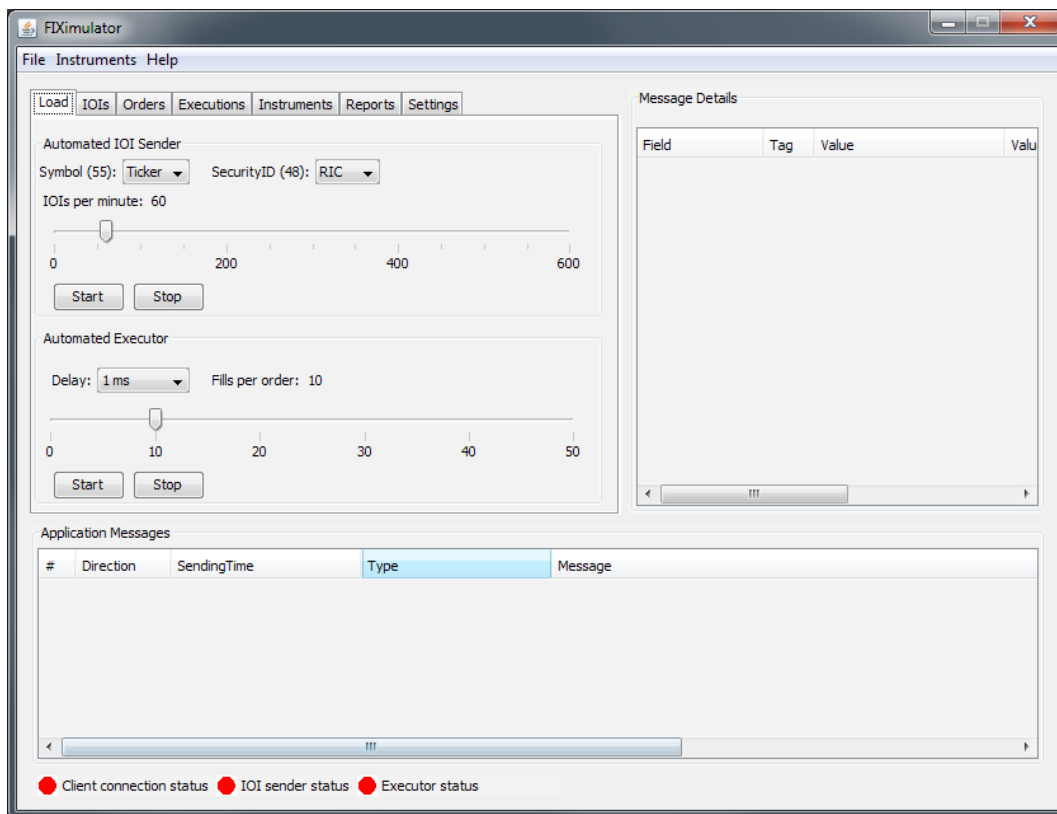 FIXimulator
File Instruments Help
Load IOIs Orders Executions Instruments Reports Settings
Automated IOI Sender
Symbol (55): Ticker SecurityID (48): RIC
IOIs per minute: 60
0 200 400 600
Start Stop
Automated Executor
Delay: 1 ms Fills per order: 10
0 10 20 30 40 50
Start Stop
Message Details
Field Tag Value Valu
Application Messages
# Direction SendingTime Type Message
Client connection status IOI sender status Executor status